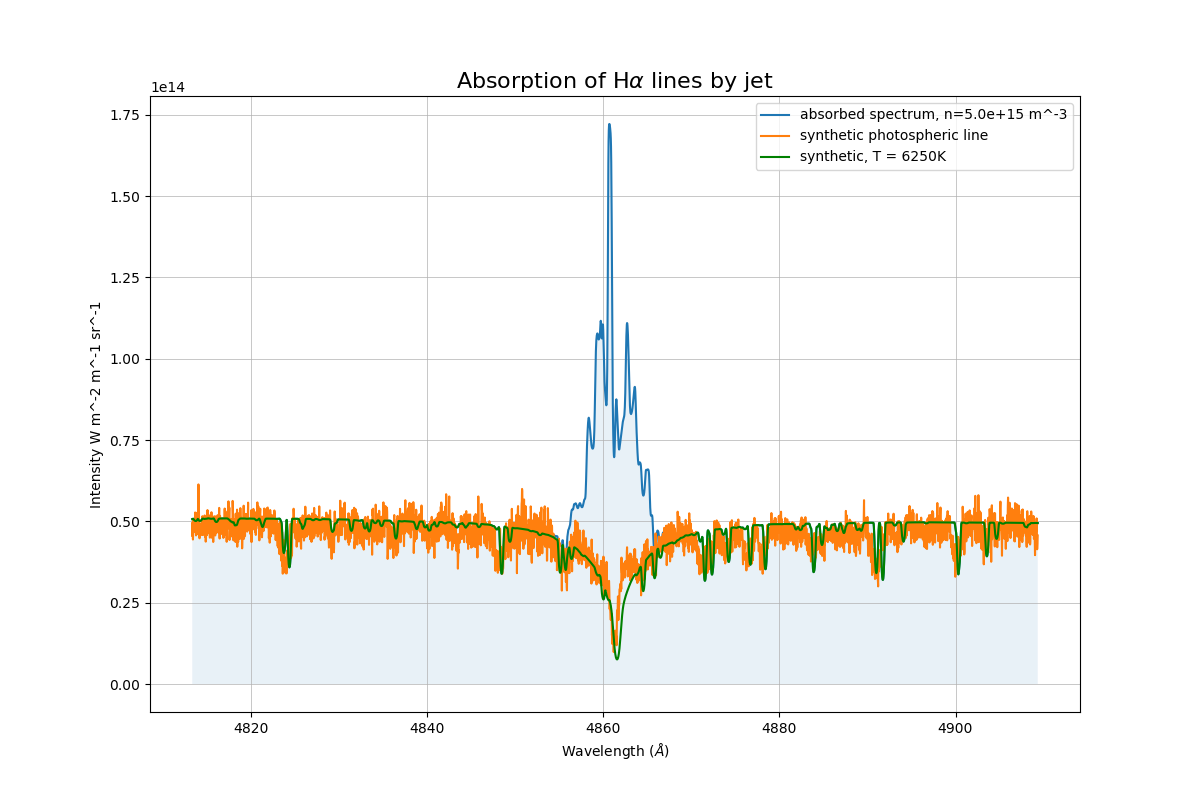 Absorption of Hα lines by jet
1e14
absorbed spectrum, n=5.0e+15 m^-3
synthetic photospheric line
synthetic, T = 6250K
1.75
1.50
1.25
1.00
0.75
0.50
0.25
0.00
Intensity W m^-2 m^-1 sr^-1
4820 4840 4860 4880 4900
Wavelength (Å)